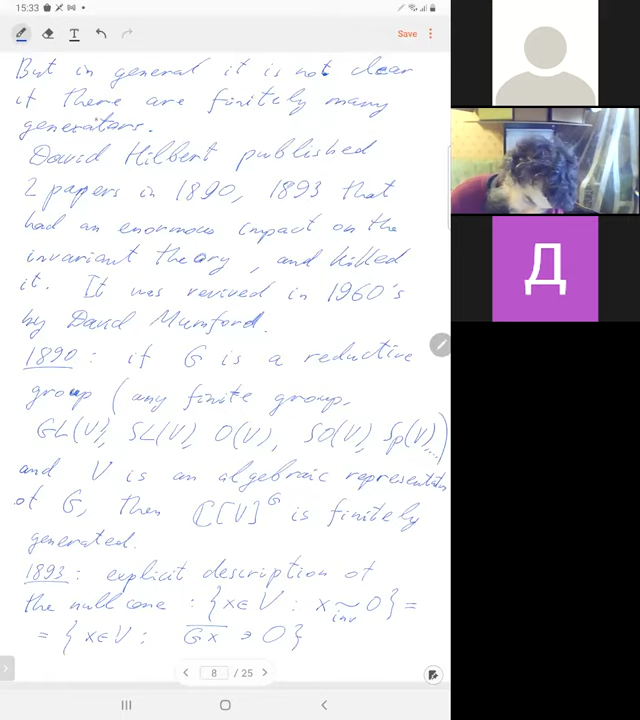 15:33
Save
But in general it is not clear
if there are finitely many
generators.
David Hilbert published
2 papers in 1890, 1893 that
had an enormous impact on the
invariant theory, and killed
it. It was revived in 1960's
by David Mumford.
1890: if G is a reductive
group (any finite group,
GL(V), SL(V), O(V), SO(V), Sp(V),...)
and V is an algebraic representation
of G, then ℂ[V]^G is finitely
generated.
1893: explicit description of
the null cone : {x∈V : x ~inv 0} =
= {x∈V : \overline{Gx} ∋ 0}
8 / 25
Д